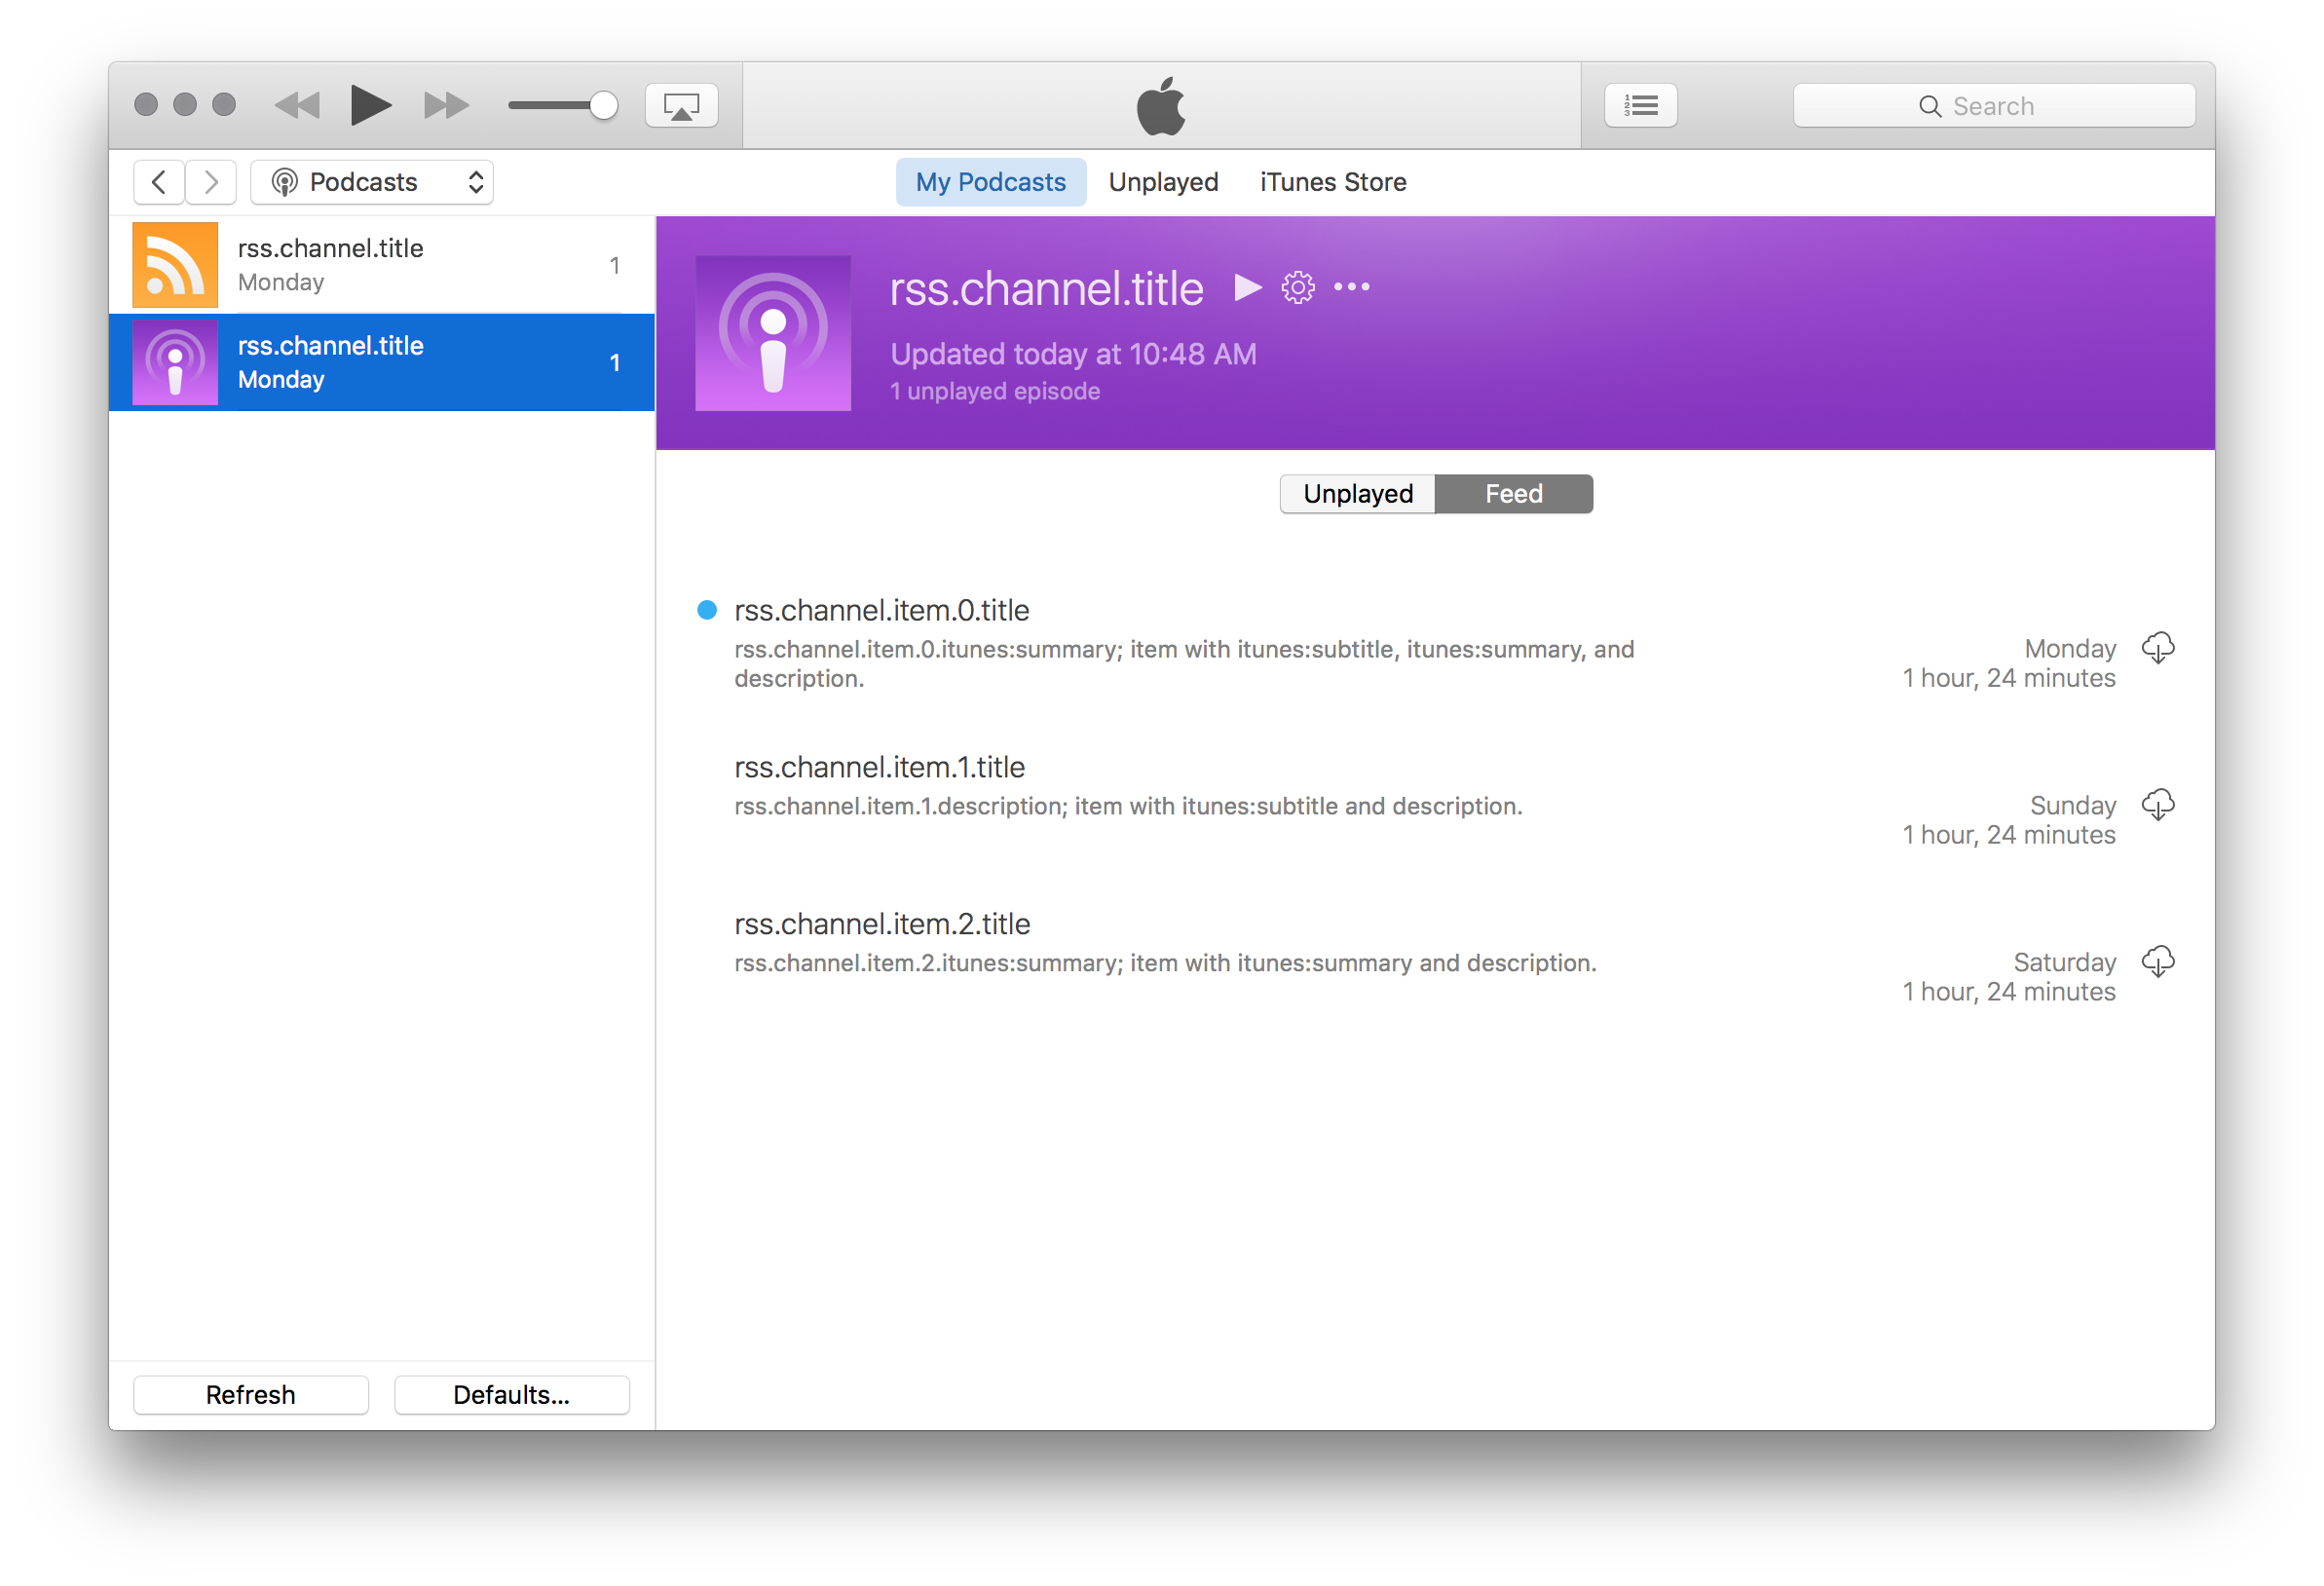 Search
Podcasts
My Podcasts Unplayed iTunes Store
rss.channel.title
Monday
1
rss.channel.title
Monday
1
rss.channel.title
Updated today at 10:48 AM
1 unplayed episode
Unplayed Feed
rss.channel.item.0.title
rss.channel.item.0.itunes:summary; item with itunes:subtitle, itunes:summary, and
description.
Monday
1 hour, 24 minutes
rss.channel.item.1.title
rss.channel.item.1.description; item with itunes:subtitle and description.
Sunday
1 hour, 24 minutes
rss.channel.item.2.title
rss.channel.item.2.itunes:summary; item with itunes:summary and description.
Saturday
1 hour, 24 minutes
Refresh Defaults...